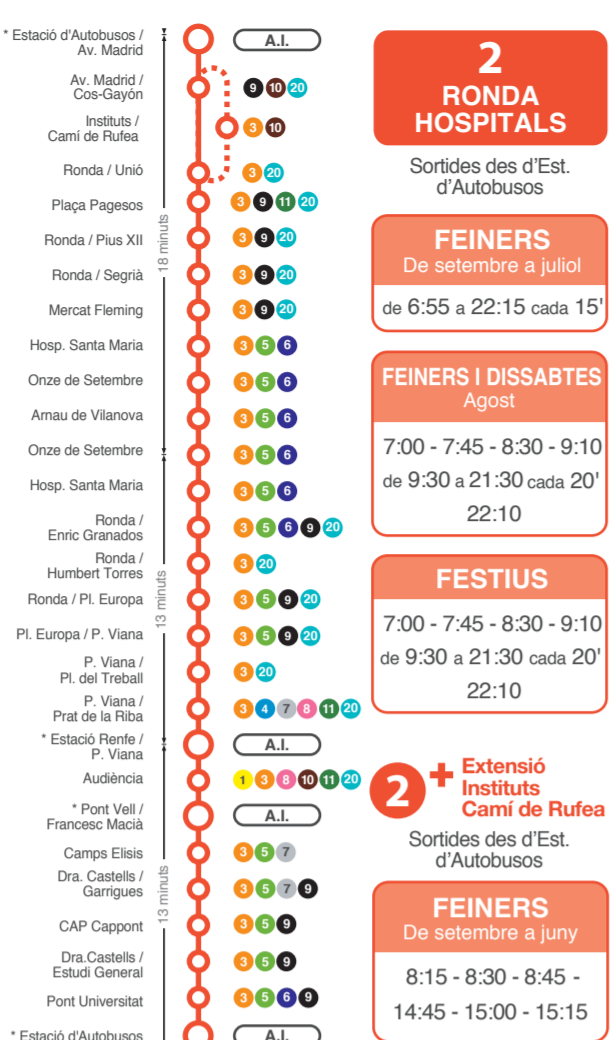 * Estació d'Autobusos /
Av. Madrid
A.I.
Av. Madrid /
Cos-Gayón
9 10 20
Instituts /
Camí de Rufea
3 10
Ronda / Unió
3 20
Plaça Pagesos
3 9 11 20
Ronda / Pius XII
3 9 20
18 minuts
Ronda / Segrià
3 9 20
Mercat Fleming
3 9 20
Hosp. Santa Maria
3 5 6
Onze de Setembre
3 5 6
Arnau de Vilanova
3 5 6
Onze de Setembre
3 5 6
Hosp. Santa Maria
3 5 6
Ronda /
Enric Granados
3 5 6 9 20
Ronda /
Humbert Torres
3 20
13 minuts
Ronda / Pl. Europa
3 5 9 20
Pl. Europa / P. Viana
3 5 9 20
P. Viana /
Pl. del Treball
3 20
P. Viana /
Prat de la Riba
3 4 7 8 11 20
* Estació Renfe /
P. Viana
A.I.
Audiència
1 3 8 10 11 20
* Pont Vell /
Francesc Macià
A.I.
Camps Elisis
3 5 7
Dra. Castells /
Garrigues
3 5 7 9
13 minuts
CAP Cappont
3 5 9
Dra.Castells /
Estudi General
3 5 9
Pont Universitat
3 5 6 9
* Estació d'Autobusos
A.I.
2
RONDA
HOSPITALS
Sortides des d'Est.
d'Autobusos
FEINERS
De setembre a juliol
de 6:55 a 22:15 cada 15'
FEINERS I DISSABTES
Agost
7:00 - 7:45 - 8:30 - 9:10
de 9:30 a 21:30 cada 20'
22:10
FESTIUS
7:00 - 7:45 - 8:30 - 9:10
de 9:30 a 21:30 cada 20'
22:10
2 + Extensió
Instituts
Camí de Rufea
Sortides des d'Est.
d'Autobusos
FEINERS
De setembre a juny
8:15 - 8:30 - 8:45 -
14:45 - 15:00 - 15:15